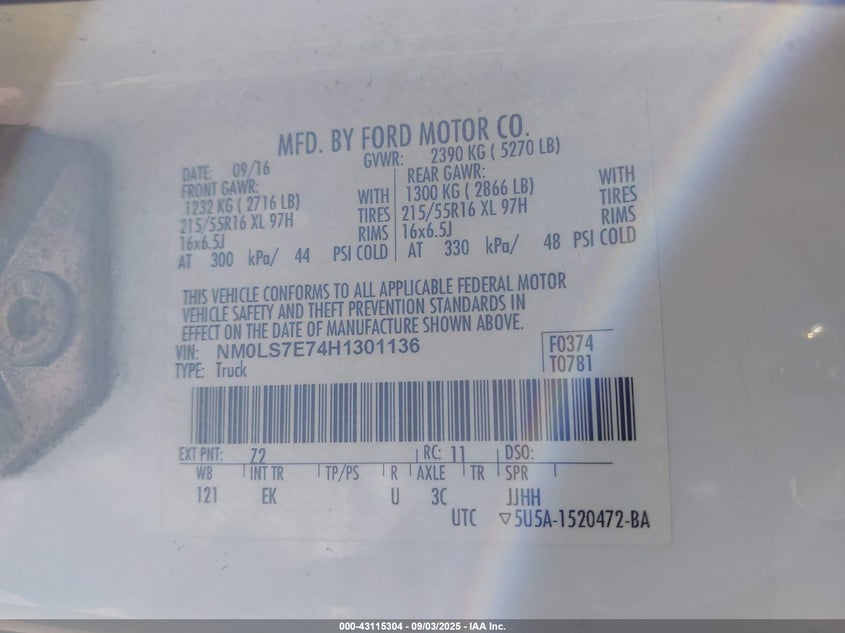 MFD. BY FORD MOTOR CO.
DATE: 09/16 GVWR: 2390 KG ( 5270 LB)
FRONT GAWR: REAR GAWR:
1232 KG ( 2716 LB) WITH 1300 KG ( 2866 LB) WITH
215/55R16 XL 97H TIRES 215/55R16 XL 97H TIRES
16x6.5J RIMS 16x6.5J RIMS
AT 300 kPa/ 44 PSI COLD AT 330 kPa/ 48 PSI COLD
THIS VEHICLE CONFORMS TO ALL APPLICABLE FEDERAL MOTOR
VEHICLE SAFETY AND THEFT PREVENTION STANDARDS IN
EFFECT ON THE DATE OF MANUFACTURE SHOWN ABOVE.
VIN: NM0LS7E74H1301136 F0374
TYPE: Truck T0781
EXT PNT: Z2 RC: 11 DSO:
WB INT TR TP/PS R AXLE TR SPR
121 EK U 3C JJHH
UTC ▽5U5A-1520472-BA
000-43115304 - 09/03/2025 - IAA Inc.